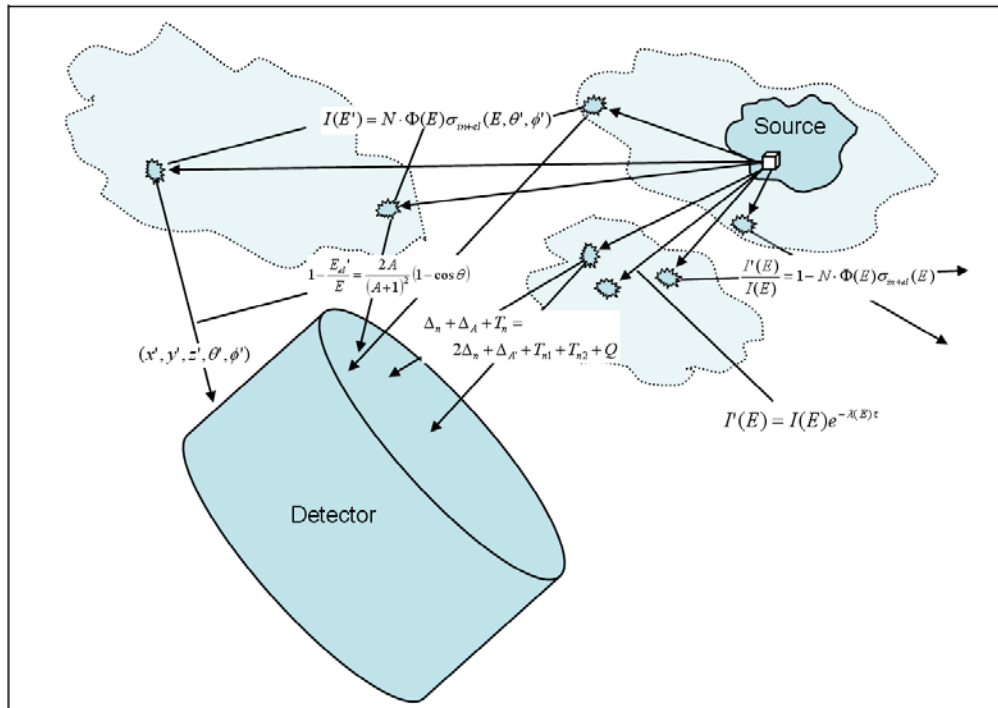 Source
I(E') = N · Φ(E)σ_{in+el}(E, θ', φ')
1 − E_{el}'/E = 2A/(A+1)² (1 − cos θ)
I'(E)/I(E) = 1 − N · Φ(E)σ_{in+el}(E)
Δ_n + Δ_A + T_n =
2Δ_n + Δ_{A'} + T_{n1} + T_{n2} + Q
(x', y', z', θ', φ')
I'(E) = I(E)e^{−λ(E)τ}
Detector